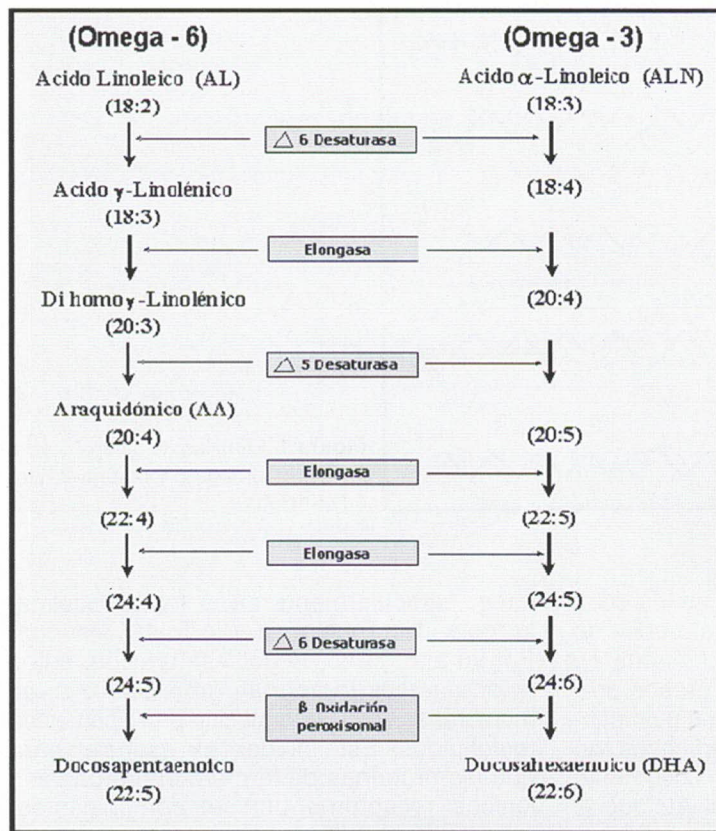 (Omega - 6) (Omega - 3)
Acido Linoleico (AL) Acido α-Linoleico (ALN)
(18:2) (18:3)
△ 6 Desaturasa
Acido γ-Linolénico (18:4)
(18:3)
Elongasa
Di homo γ-Linolénico (20:4)
(20:3)
△ 5 Desaturasa
Araquidónico (AA)
(20:4) (20:5)
Elongasa
(22:4) (22:5)
Elongasa
(24:4) (24:5)
△ 6 Desaturasa
(24:5) (24:6)
β Oxidación
peroxisomal
Docosapentaenoico Ducosahexaenoico (DHA)
(22:5) (22:6)